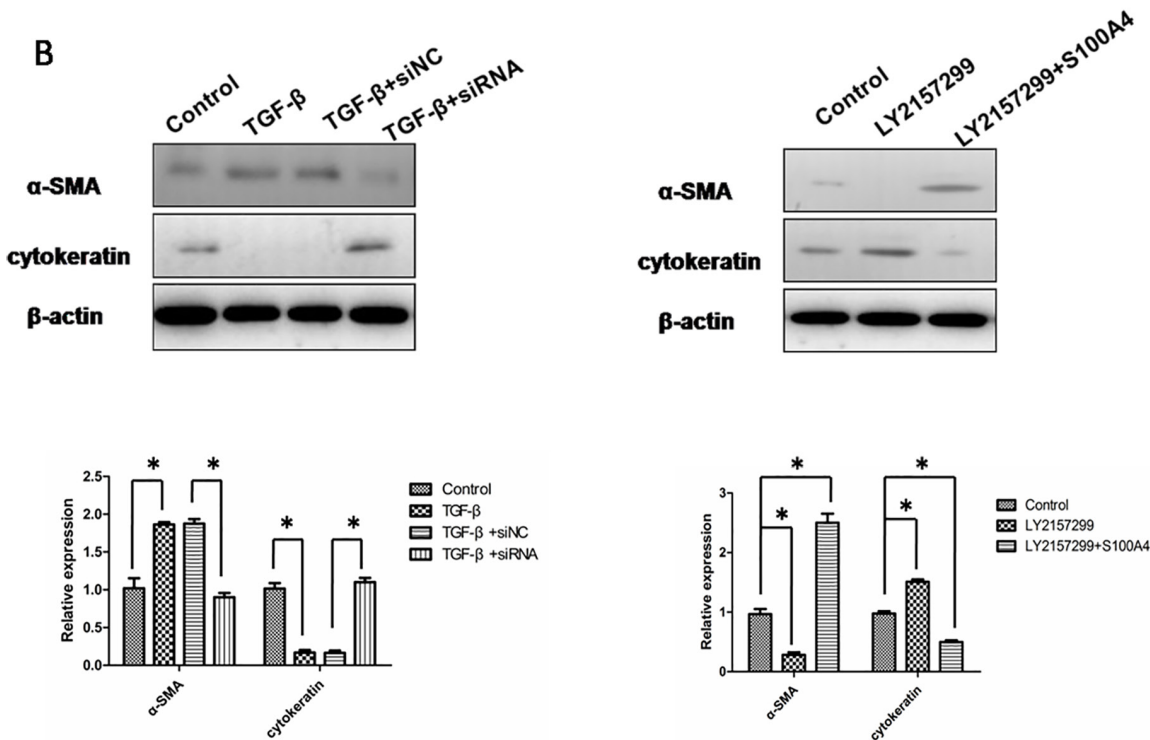 B
Control
TGF-β
TGF-β+siNC
TGF-β+siRNA
α-SMA
cytokeratin
β-actin
Control
LY2157299
LY2157299+S100A4
α-SMA
cytokeratin
β-actin
Relative expression
2.5
2.0
1.5
1.0
0.5
0.0
* * * *
α-SMA
cytokeratin
Control
TGF-β
TGF-β +siNC
TGF-β +siRNA
Relative expression
3
2
1
0
* *
* *
α-SMA
cytokeratin
Control
LY2157299
LY2157299+S100A4